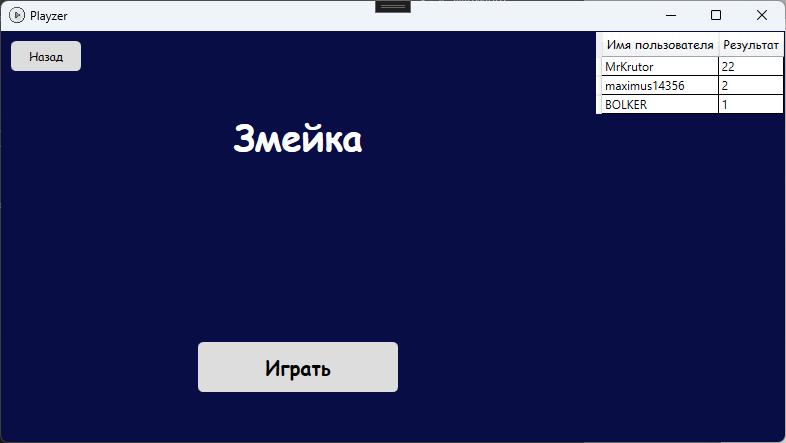 Playzer
Назад
Имя пользователя Результат
MrKrutor 22
maximus14356 2
BOLKER 1
Змейка
Играть